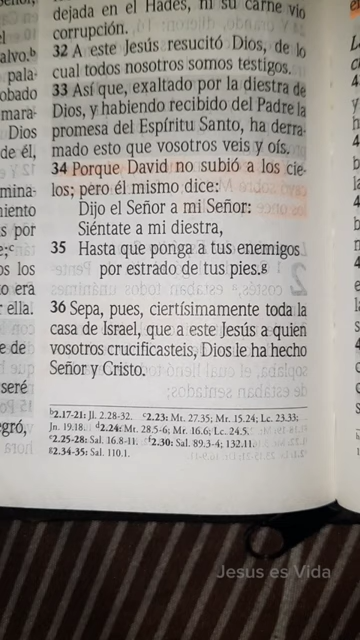 dejada en el Hades, ni su carne vio
corrupción.
32 A este Jesús resucitó Dios, de lo
cual todos nosotros somos testigos.
33 Así que, exaltado por la diestra de
Dios, y habiendo recibido del Padre la
promesa del Espíritu Santo, ha derra-
mado esto que vosotros veis y oís.
34 Porque David no subió a los cie-
los; pero él mismo dice:
Dijo el Señor a mi Señor:
Siéntate a mi diestra,
35 Hasta que ponga a tus enemigos
por estrado de tus pies.g
36 Sepa, pues, ciertísimamente toda la
casa de Israel, que a este Jesús a quien
vosotros crucificasteis, Dios le ha hecho
Señor y Cristo.
b2.17-21: Jl. 2.28-32. c2.23: Mt. 27.35; Mr. 15.24; Lc. 23.33;
Jn. 19.18. d2.24: Mt. 28.5-6; Mr. 16.6; Lc. 24.5.
e2.25-28: Sal. 16.8-11. f2.30: Sal. 89.3-4; 132.11.
g2.34-35: Sal. 110.1.
Jesus es Vida